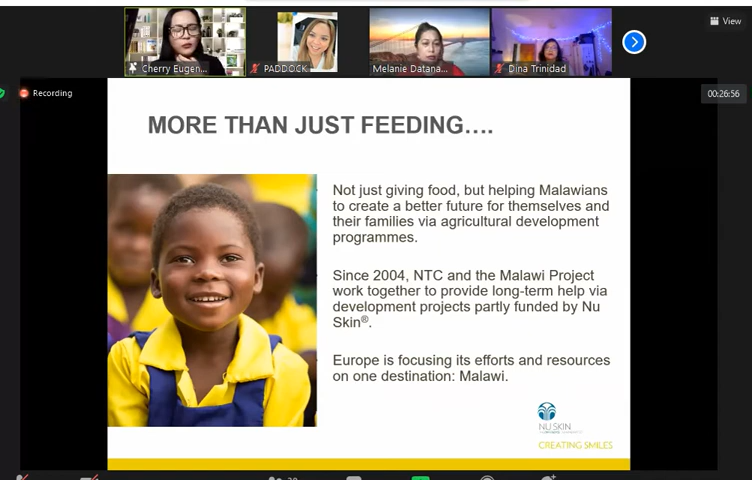 View
Cherry Eugen...
PADDOCK
Melanie Datana...
Dina Trinidad
Recording
00:26:56
MORE THAN JUST FEEDING....
Not just giving food, but helping Malawians
to create a better future for themselves and
their families via agricultural development
programmes.
Since 2004, NTC and the Malawi Project
work together to provide long-term help via
development projects partly funded by Nu
Skin®.
Europe is focusing its efforts and resources
on one destination: Malawi.
NU SKIN
CREATING SMILES